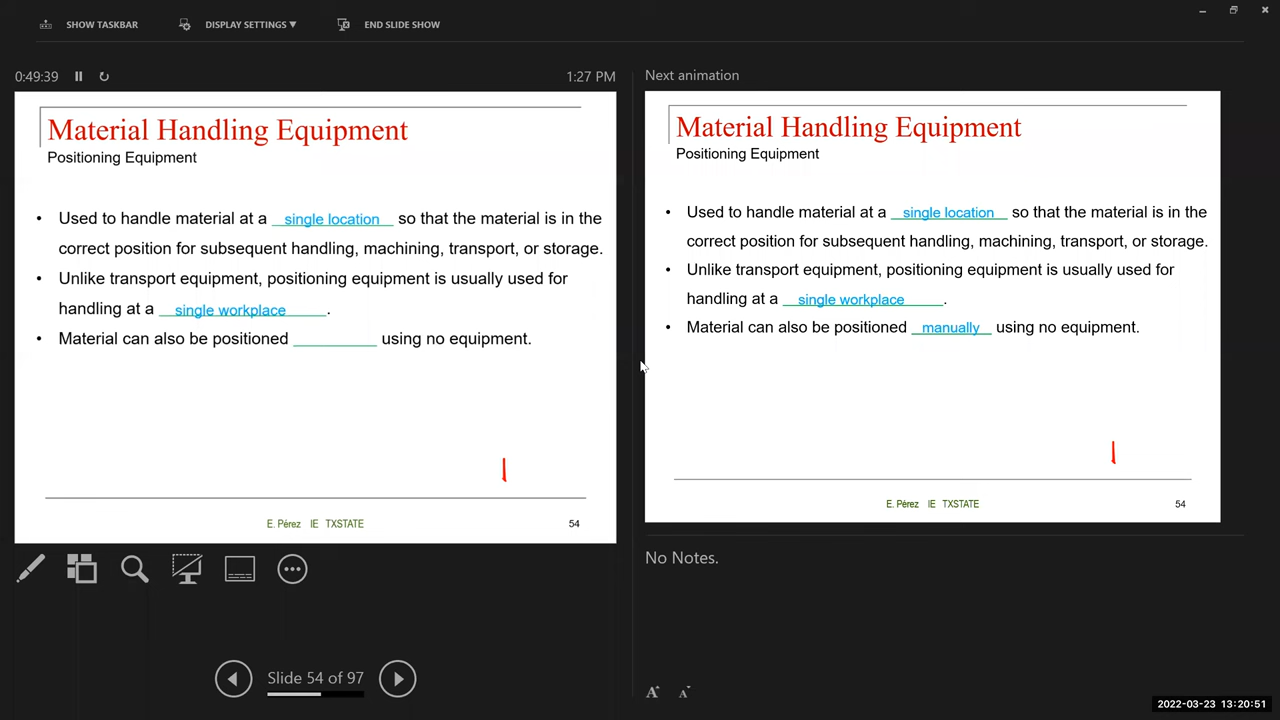 SHOW TASKBAR DISPLAY SETTINGS ▼ END SLIDE SHOW
0:49:39 1:27 PM
Material Handling Equipment
Positioning Equipment
• Used to handle material at a single location so that the material is in the
correct position for subsequent handling, machining, transport, or storage.
• Unlike transport equipment, positioning equipment is usually used for
handling at a single workplace.
• Material can also be positioned ________ using no equipment.
E. Pérez IE TXSTATE 54
Slide 54 of 97
Next animation
Material Handling Equipment
Positioning Equipment
• Used to handle material at a single location so that the material is in the
correct position for subsequent handling, machining, transport, or storage.
• Unlike transport equipment, positioning equipment is usually used for
handling at a single workplace.
• Material can also be positioned manually using no equipment.
E. Pérez IE TXSTATE 54
No Notes.
A A
2022-03-23 13:20:51